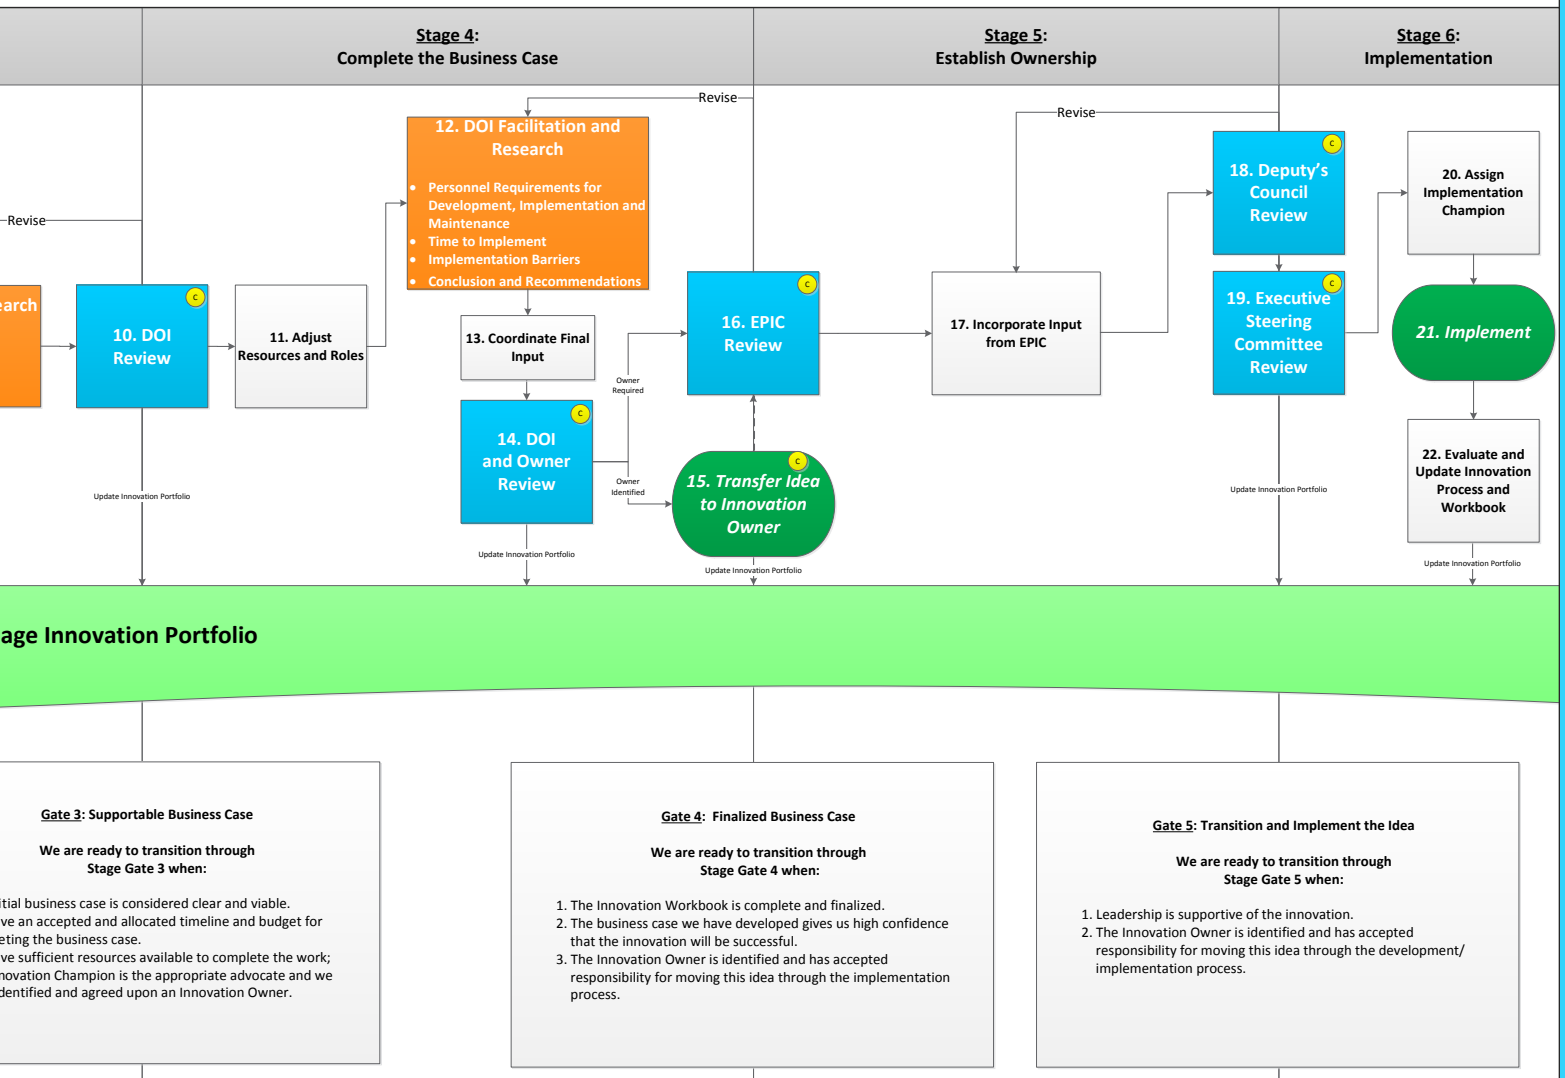 Stage 4:
Complete the Business Case
Stage 5:
Establish Ownership
Stage 6:
Implementation
Revise
earch
10. DOI
Review
C
Update Innovation Portfolio
11. Adjust
Resources and Roles
Revise
12. DOI Facilitation and
Research
• Personnel Requirements for
Development, Implementation and
Maintenance
• Time to Implement
• Implementation Barriers
• Conclusion and Recommendations
13. Coordinate Final
Input
14. DOI
and Owner
Review
C
Update Innovation Portfolio
Owner
Required
Owner
Identified
15. Transfer Idea
to Innovation
Owner
C
Update Innovation Portfolio
16. EPIC
Review
C
Revise
17. Incorporate Input
from EPIC
18. Deputy's
Council
Review
C
19. Executive
Steering
Committee
Review
C
Update Innovation Portfolio
20. Assign
Implementation
Champion
21. Implement
22. Evaluate and
Update Innovation
Process and
Workbook
Update Innovation Portfolio
age Innovation Portfolio
Gate 3: Supportable Business Case
We are ready to transition through
Stage Gate 3 when:
itial business case is considered clear and viable.
ve an accepted and allocated timeline and budget for
eting the business case.
ve sufficient resources available to complete the work;
novation Champion is the appropriate advocate and we
dentified and agreed upon an Innovation Owner.
Gate 4: Finalized Business Case
We are ready to transition through
Stage Gate 4 when:
1. The Innovation Workbook is complete and finalized.
2. The business case we have developed gives us high confidence
that the innovation will be successful.
3. The Innovation Owner is identified and has accepted
responsibility for moving this idea through the implementation
process.
Gate 5: Transition and Implement the Idea
We are ready to transition through
Stage Gate 5 when:
1. Leadership is supportive of the innovation.
2. The Innovation Owner is identified and has accepted
responsibility for moving this idea through the development/
implementation process.